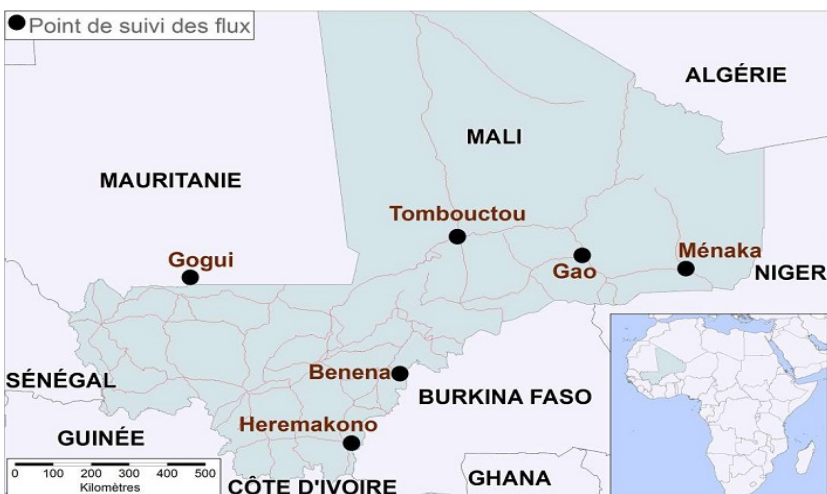 Point de suivi des flux
ALGÉRIE
MALI
MAURITANIE
Tombouctou
Gogui
Gao
Ménaka
NIGER
SÉNÉGAL
Benena
BURKINA FASO
Heremakono
GUINÉE
CÔTE D'IVOIRE
GHANA
0 100 200 300 400 500
Kilomètres